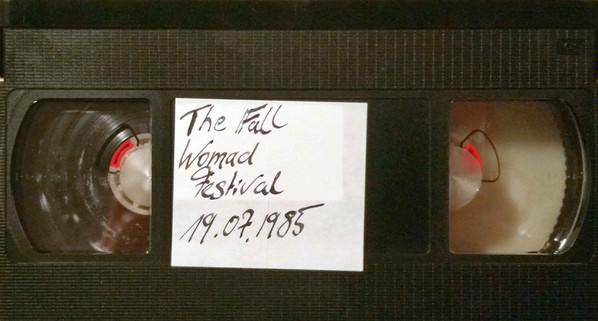 The Fall
Womad
Festival
19.07.1985